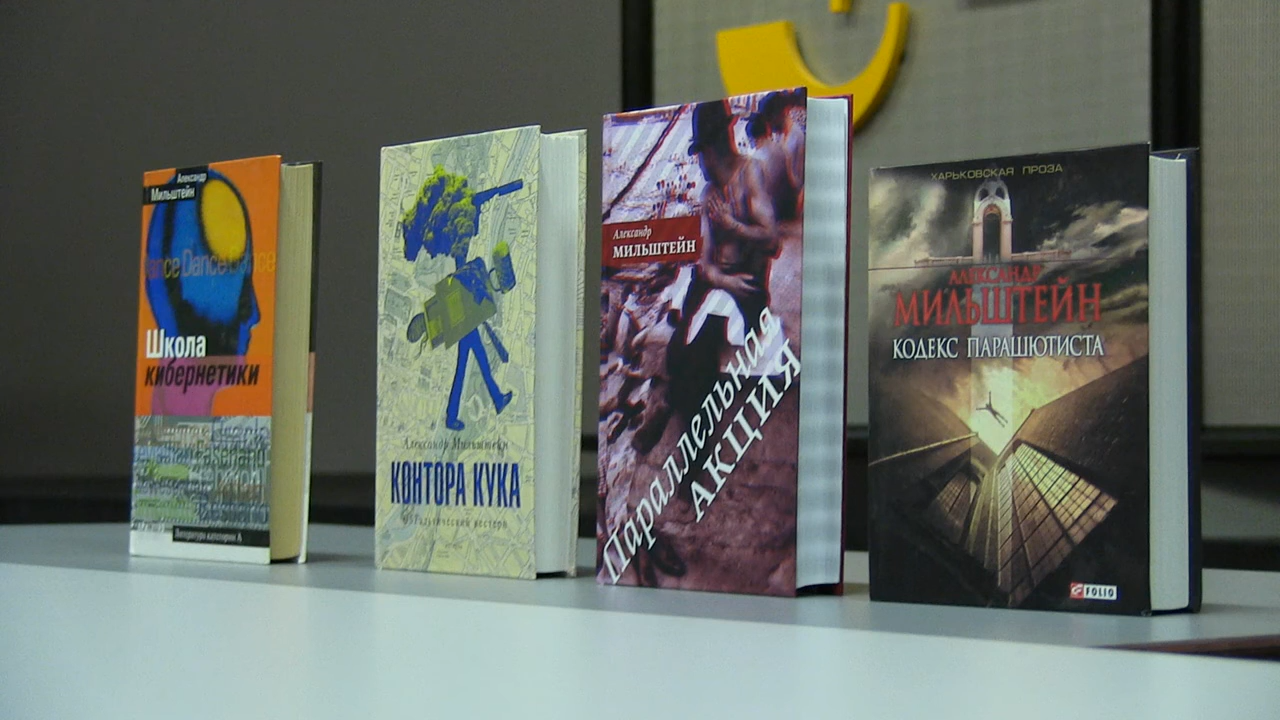 Александр
Мильштейн
Dance Dance Dance
Школа
кибернетики
Литература категории А
Александр Мильштейн
КОНТОРА КУКА
Александр
МИЛЬШТЕЙН
Параллельная
АКЦИЯ
ХАРЬКОВСКАЯ ПРОЗА
АЛЕКСАНДР
МИЛЬШТЕЙН
КОДЕКС ПАРАШЮТИСТА
FOLIO